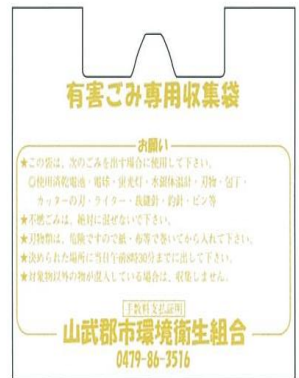 有害ごみ専用収集袋
お願い
★この袋は、次のごみを出す場合に使用して下さい。
◎使用済乾電池・電球・蛍光灯・水銀体温計・刃物・包丁・
カッターの刃・ライター・裁縫針・釣針・ビン等
★不燃ごみは、絶対に混ぜないで下さい。
★刃物類は、危険ですので紙・布等で巻いてから入れて下さい。
★決められた場所に当日午前8時30分までに出して下さい。
★対象物以外の物が混入している場合は、収集しません。
手数料支払証明
山武郡市環境衛生組合
0479-86-3516